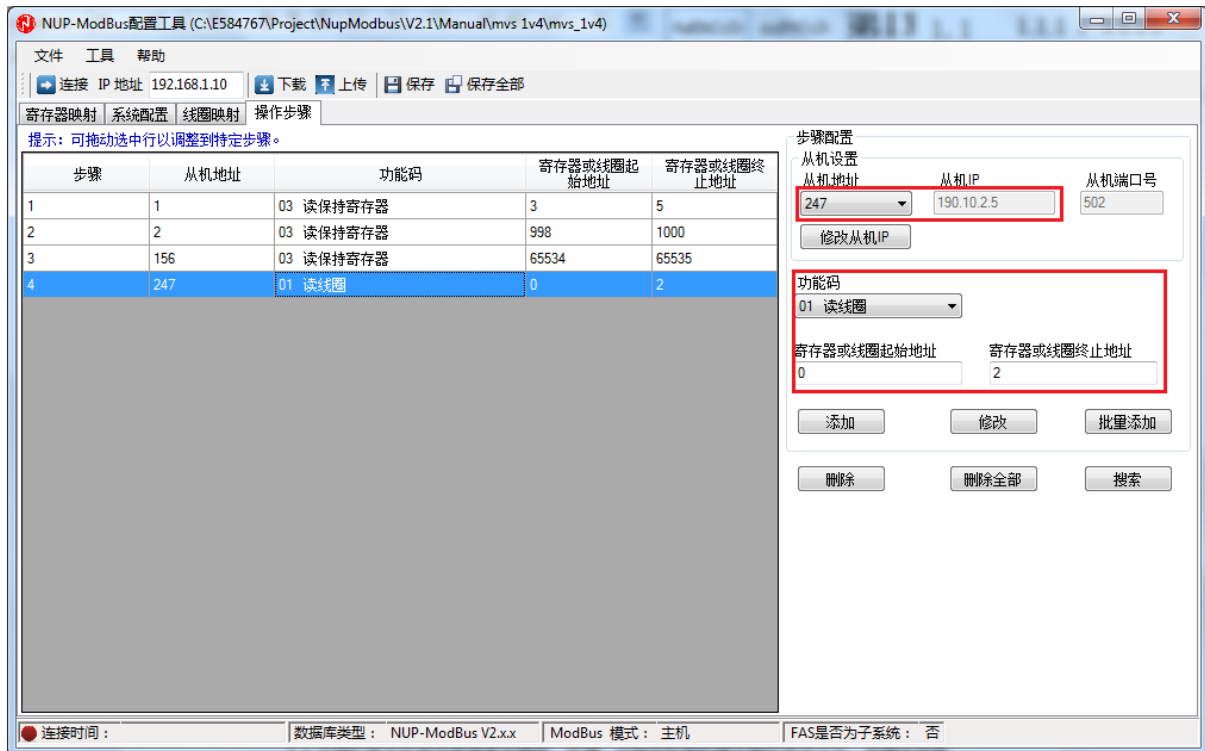 NUP-ModBus配置工具 (C:\E584767\Project\NupModbus\V2.1\Manual\mvs 1v4\mvs_1v4)
文件 工具 帮助
连接 IP 地址 192.168.1.10 下载 上传 保存 保存全部
寄存器映射 系统配置 线圈映射 操作步骤
提示：可拖动选中行以调整到特定步骤。
步骤 从机地址 功能码 寄存器或线圈起始地址 寄存器或线圈终止地址
1 1 03 读保持寄存器 3 5
2 2 03 读保持寄存器 998 1000
3 156 03 读保持寄存器 65534 65535
4 247 01 读线圈 0 2
步骤配置
从机设置
从机地址 从机IP 从机端口号
247 190.10.2.5 502
修改从机IP
功能码
01 读线圈
寄存器或线圈起始地址 寄存器或线圈终止地址
0 2
添加 修改 批量添加
删除 删除全部 搜索
连接时间： 数据库类型： NUP-ModBus V2.x.x ModBus 模式： 主机 FAS是否为子系统： 否